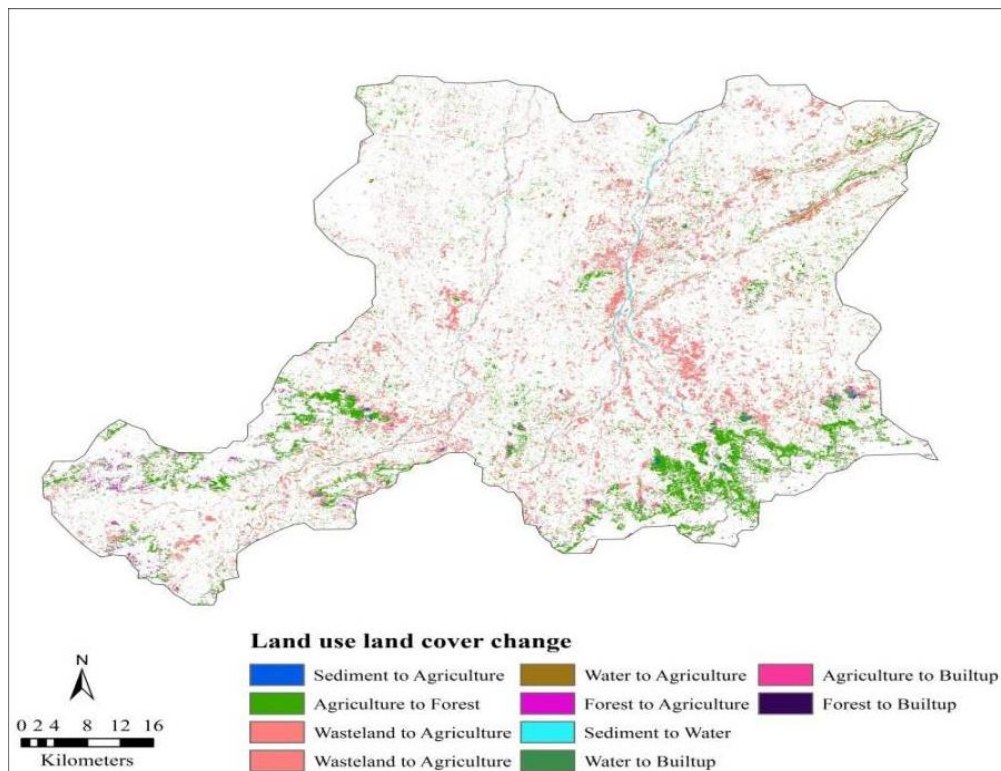 Land use land cover change
Sediment to Agriculture
Agriculture to Forest
Wasteland to Agriculture
Wasteland to Agriculture
Water to Agriculture
Forest to Agriculture
Sediment to Water
Water to Builtup
Agriculture to Builtup
Forest to Builtup
N
0 2 4 8 12 16
Kilometers